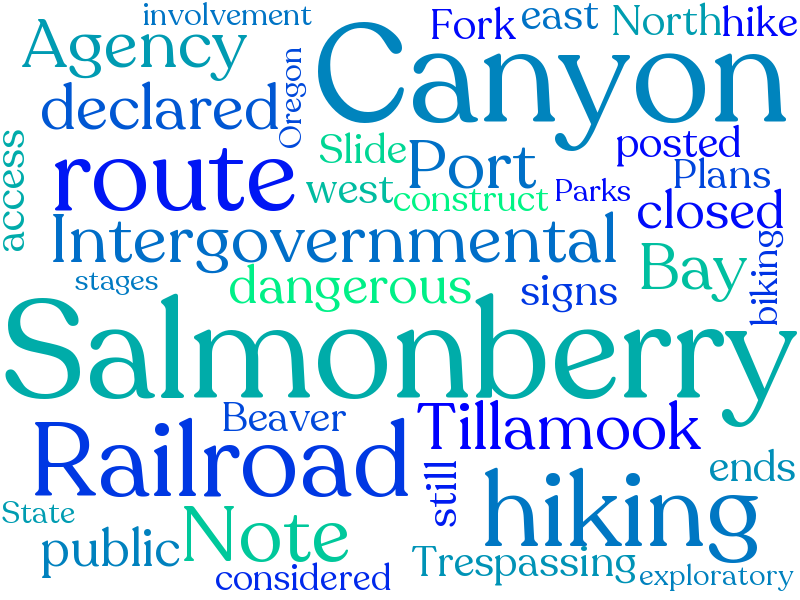 involvement
Fork
east
North
hike
Agency
Canyon
declared
Oregon
access
Slide
Port
posted
route
west
construct
Parks
Plans
closed
Intergovernmental
Bay
biking
stages
dangerous
signs
Salmonberry
Beaver
Tillamook
Railroad
still
hiking
ends
State
Note
public
Trespassing
considered
exploratory